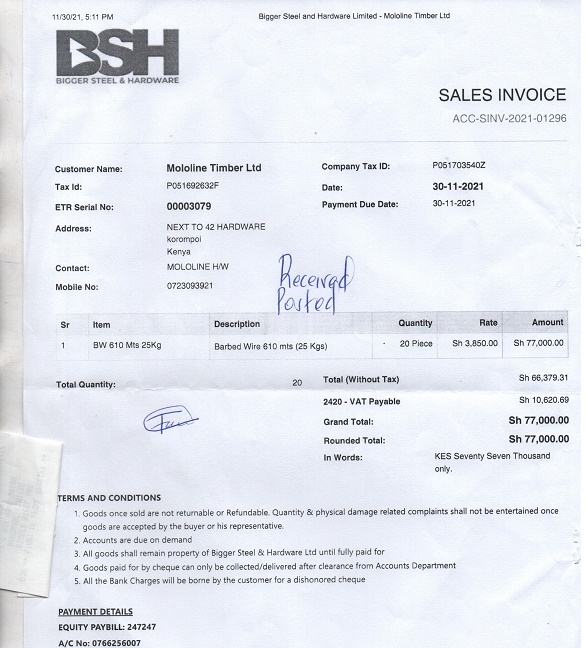 11/30/21, 5:11 PM Bigger Steel and Hardware Limited - Mololine Timber Ltd
BSH
BIGGER STEEL & HARDWARE
SALES INVOICE
ACC-SINV-2021-01296
Customer Name: Mololine Timber Ltd Company Tax ID: P051703540Z
Tax Id: P051692632F Date: 30-11-2021
ETR Serial No: 00003079 Payment Due Date: 30-11-2021
Address: NEXT TO 42 HARDWARE
korompoi
Kenya
Contact: MOLOLINE H/W
Mobile No: 0723093921
Received
Posted
Sr Item Description Quantity Rate Amount
1 BW 610 Mts 25Kg Barbed Wire 610 mts (25 Kgs) 20 Piece Sh 3,850.00 Sh 77,000.00
Total Quantity: 20 Total (Without Tax) Sh 66,379.31
2420 - VAT Payable Sh 10,620.69
Grand Total: Sh 77,000.00
Rounded Total: Sh 77,000.00
In Words: KES Seventy Seven Thousand
only.
TERMS AND CONDITIONS
1. Goods once sold are not returnable or Refundable. Quantity & physical damage related complaints shall not be entertained once
goods are accepted by the buyer or his representative.
2. Accounts are due on demand
3. All goods shall remain property of Bigger Steel & Hardware Ltd until fully paid for
4. Goods paid for by cheque can only be collected/delivered after clearance from Accounts Department
5. All the Bank Charges will be borne by the customer for a dishonored cheque
PAYMENT DETAILS
EQUITY PAYBILL: 247247
A/C No: 0766256007